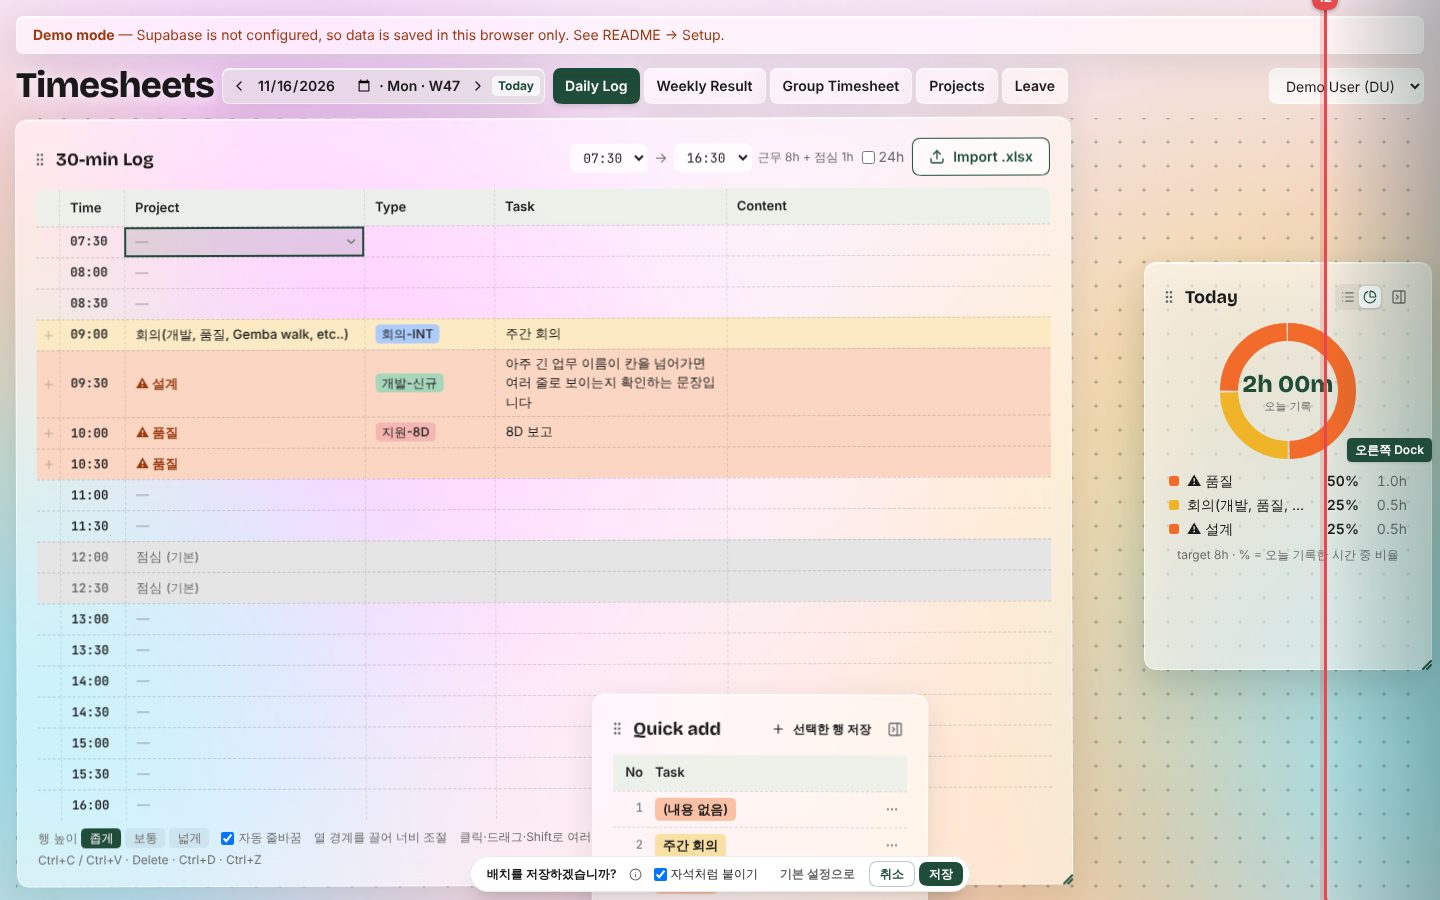 Demo mode — Supabase is not configured, so data is saved in this browser only. See README → Setup.
Timesheets
11/16/2026 · Mon · W47 Today
Daily Log
Weekly Result
Group Timesheet
Projects
Leave
Demo User (DU)
30-min Log
07:30 → 16:30 근무 8h + 점심 1h 24h
Import .xlsx
Time Project Type Task Content
07:30 —
08:00 —
08:30 —
+ 09:00 회의(개발, 품질, Gemba walk, etc..) 회의-INT 주간 회의
+ 09:30 설계 개발-신규 아주 긴 업무 이름이 칸을 넘어가면
여러 줄로 보이는지 확인하는 문장입
니다
+ 10:00 품질 지원-8D 8D 보고
+ 10:30 품질
11:00 —
11:30 —
12:00 점심 (기본)
12:30 점심 (기본)
13:00 —
13:30 —
14:00 —
14:30 —
15:00 —
15:30 —
16:00 —
행 높이 좁게 보통 넓게 자동 줄바꿈 열 경계를 끌어 너비 조절 클릭·드래그·Shift로 여러
Ctrl+C / Ctrl+V · Delete · Ctrl+D · Ctrl+Z
Quick add
+ 선택한 행 저장
No Task
1 (내용 없음) ...
2 주간 회의 ...
배치를 저장하겠습니까? 자석처럼 붙이기 기본 설정으로 취소 저장
Today
2h 00m
오늘 기록
오른쪽 Dock
품질 50% 1.0h
회의(개발, 품질, ... 25% 0.5h
설계 25% 0.5h
target 8h · % = 오늘 기록한 시간 중 비율